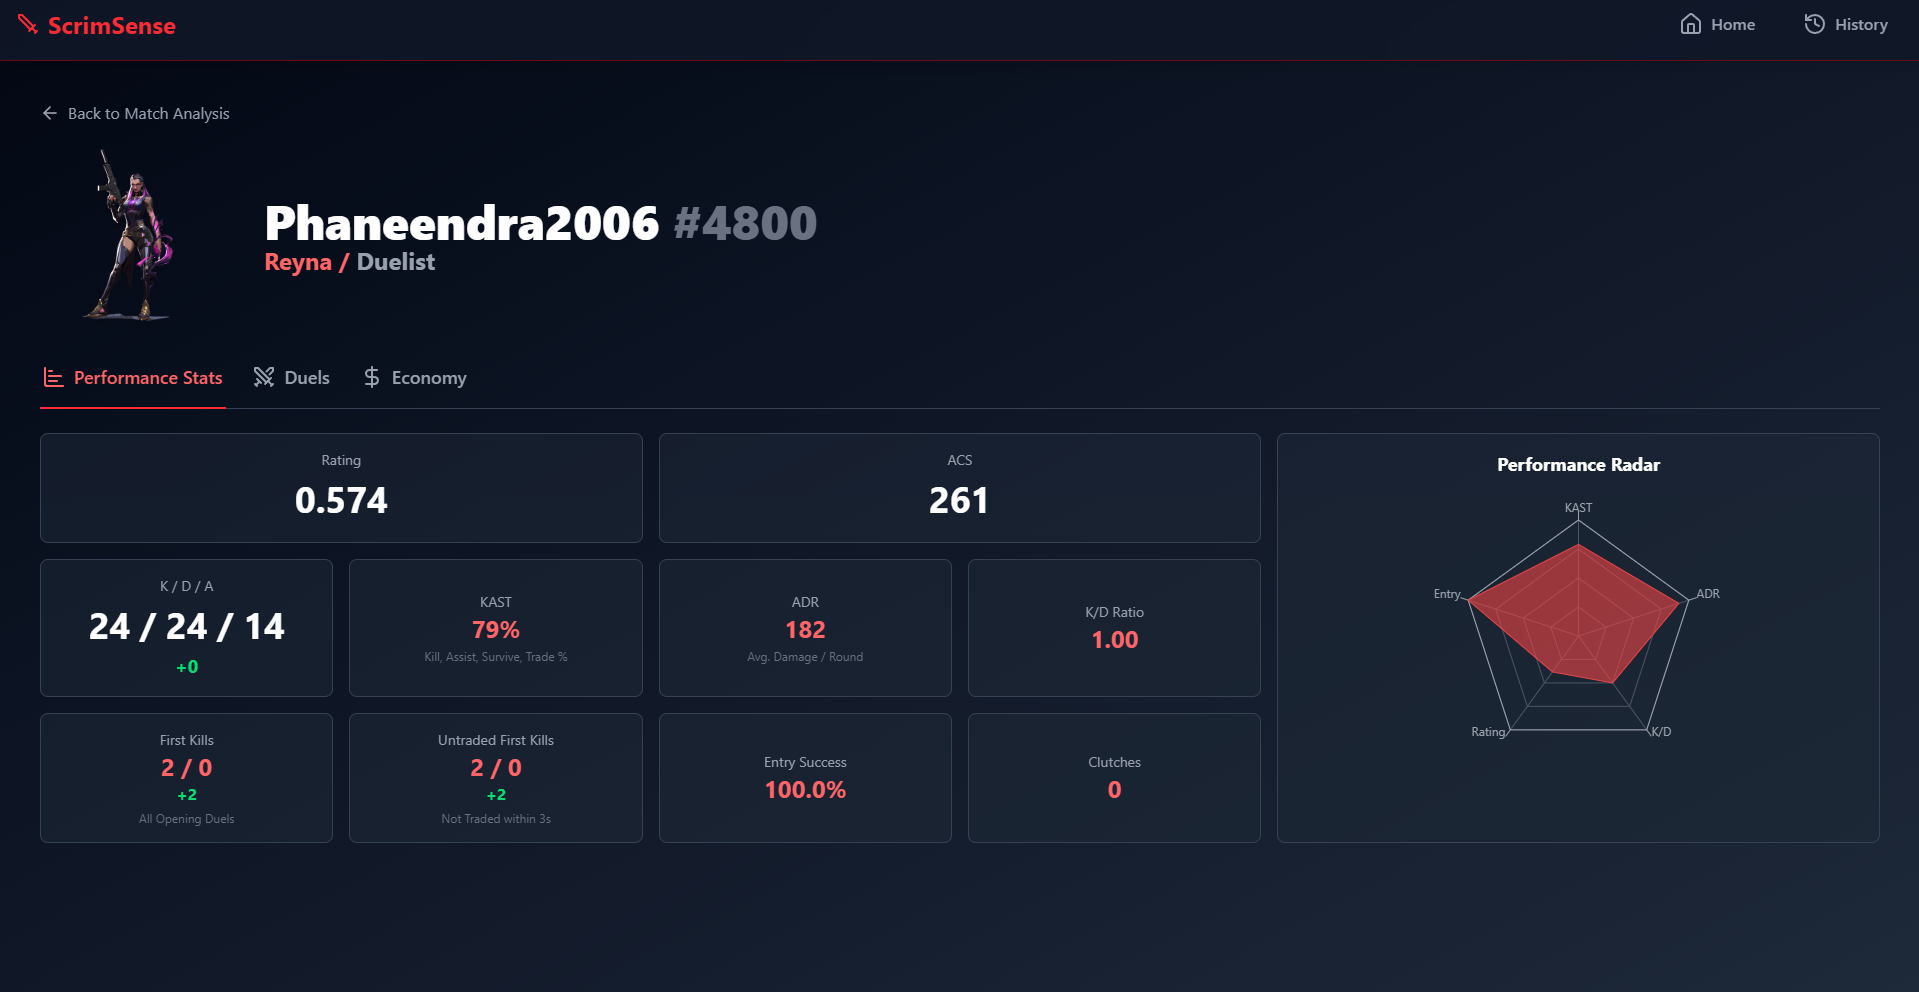 ScrimSense
Home
History
Back to Match Analysis
Phaneendra2006 #4800
Reyna / Duelist
Performance Stats
Duels
Economy
Rating
0.574
ACS
261
K / D / A
24 / 24 / 14
+0
KAST
79%
Kill, Assist, Survive, Trade %
ADR
182
Avg. Damage / Round
K/D Ratio
1.00
First Kills
2 / 0
+2
All Opening Duels
Untraded First Kills
2 / 0
+2
Not Traded within 3s
Entry Success
100.0%
Clutches
0
Performance Radar
KAST
ADR
K/D
Rating
Entry